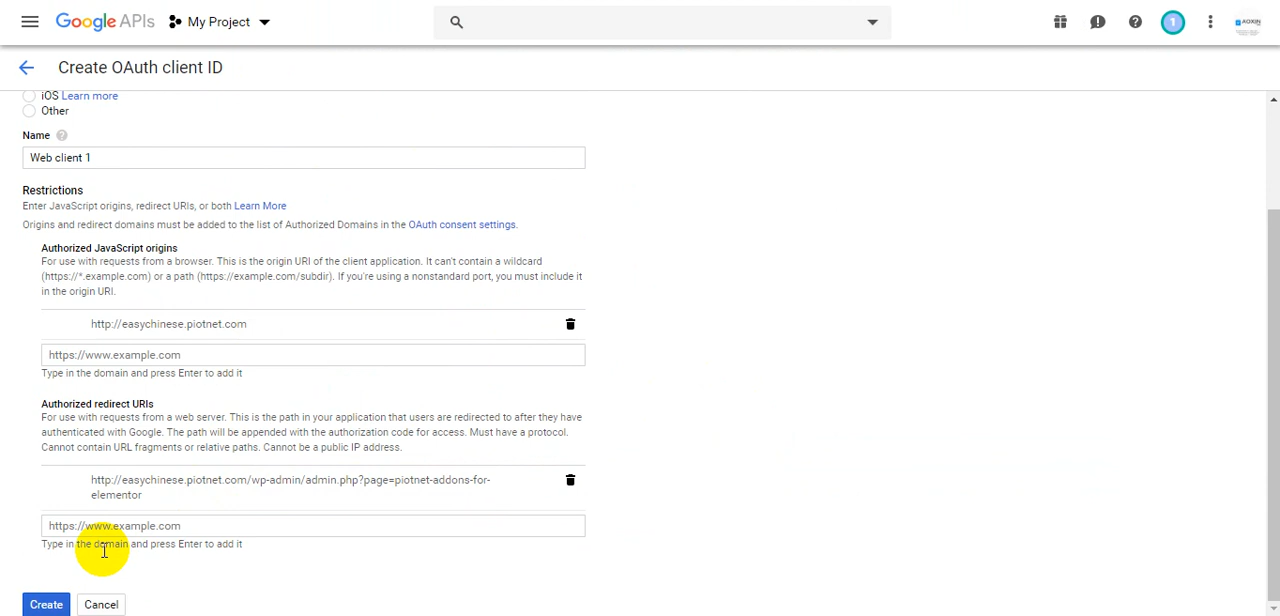 Google APIs My Project
1
AOXIN
Create OAuth client ID
iOS Learn more
Other
Name
Web client 1
Restrictions
Enter JavaScript origins, redirect URIs, or both Learn More
Origins and redirect domains must be added to the list of Authorized Domains in the OAuth consent settings.
Authorized JavaScript origins
For use with requests from a browser. This is the origin URI of the client application. It can't contain a wildcard
(https://*.example.com) or a path (https://example.com/subdir). If you're using a nonstandard port, you must include it
in the origin URI.
http://easychinese.piotnet.com
https://www.example.com
Type in the domain and press Enter to add it
Authorized redirect URIs
For use with requests from a web server. This is the path in your application that users are redirected to after they have
authenticated with Google. The path will be appended with the authorization code for access. Must have a protocol.
Cannot contain URL fragments or relative paths. Cannot be a public IP address.
http://easychinese.piotnet.com/wp-admin/admin.php?page=piotnet-addons-for-
elementor
https://www.example.com
Type in the domain and press Enter to add it
Create Cancel